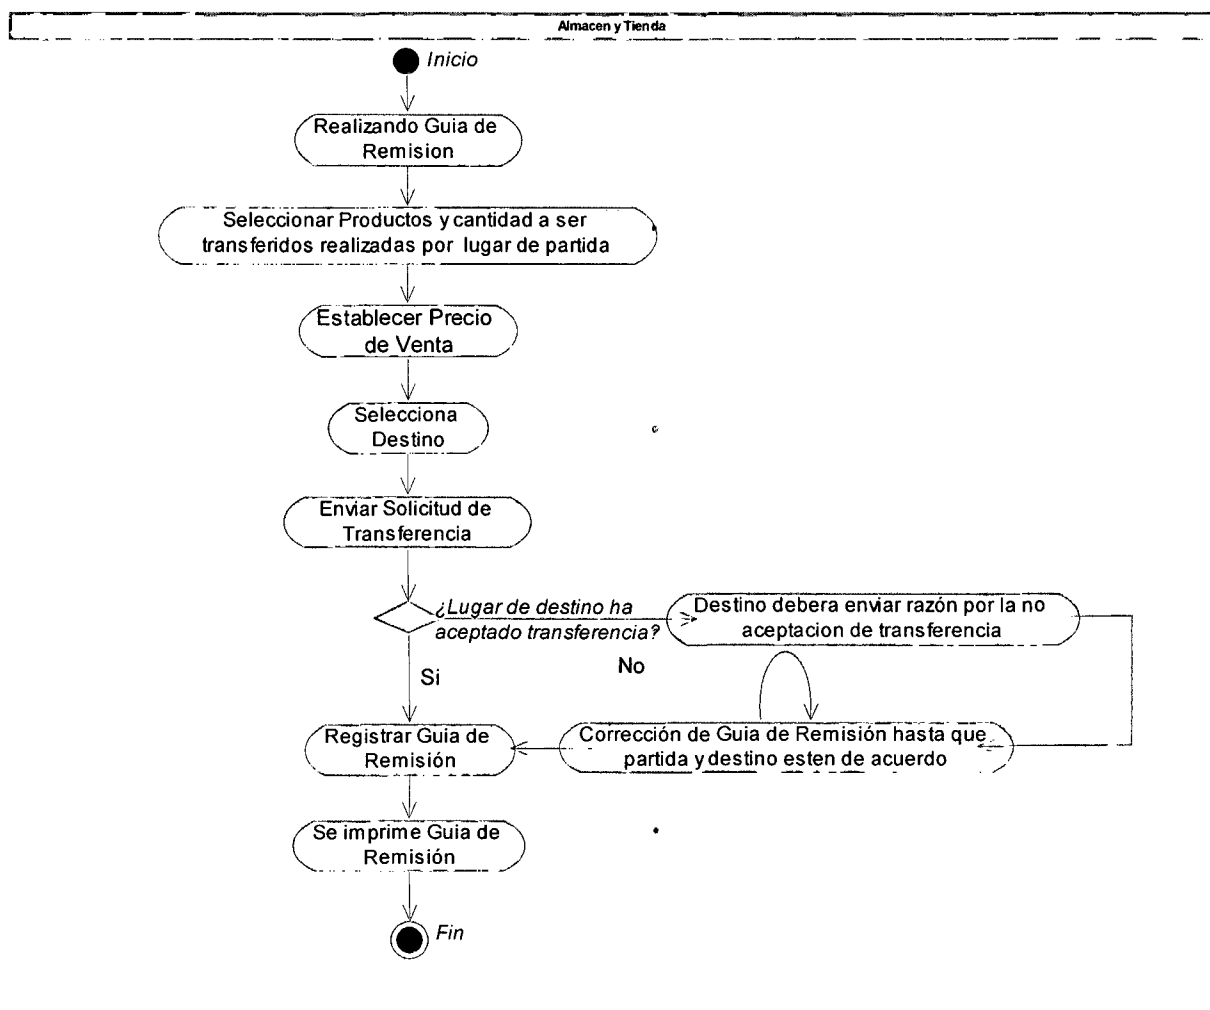 Almacen y Tienda
Inicio
Realizando Guia de
Remision
Seleccionar Productos y cantidad a ser
transferidos realizadas por lugar de partida
Establecer Precio
de Venta
Selecciona
Destino
Enviar Solicitud de
Transferencia
¿Lugar de destino ha
aceptado transferencia?
Destino debera enviar razón por la no
aceptacion de transferencia
No
Si
Registrar Guia de
Remisión
Corrección de Guia de Remisión hasta que
partida y destino esten de acuerdo
Se imprime Guia de
Remisión
Fin